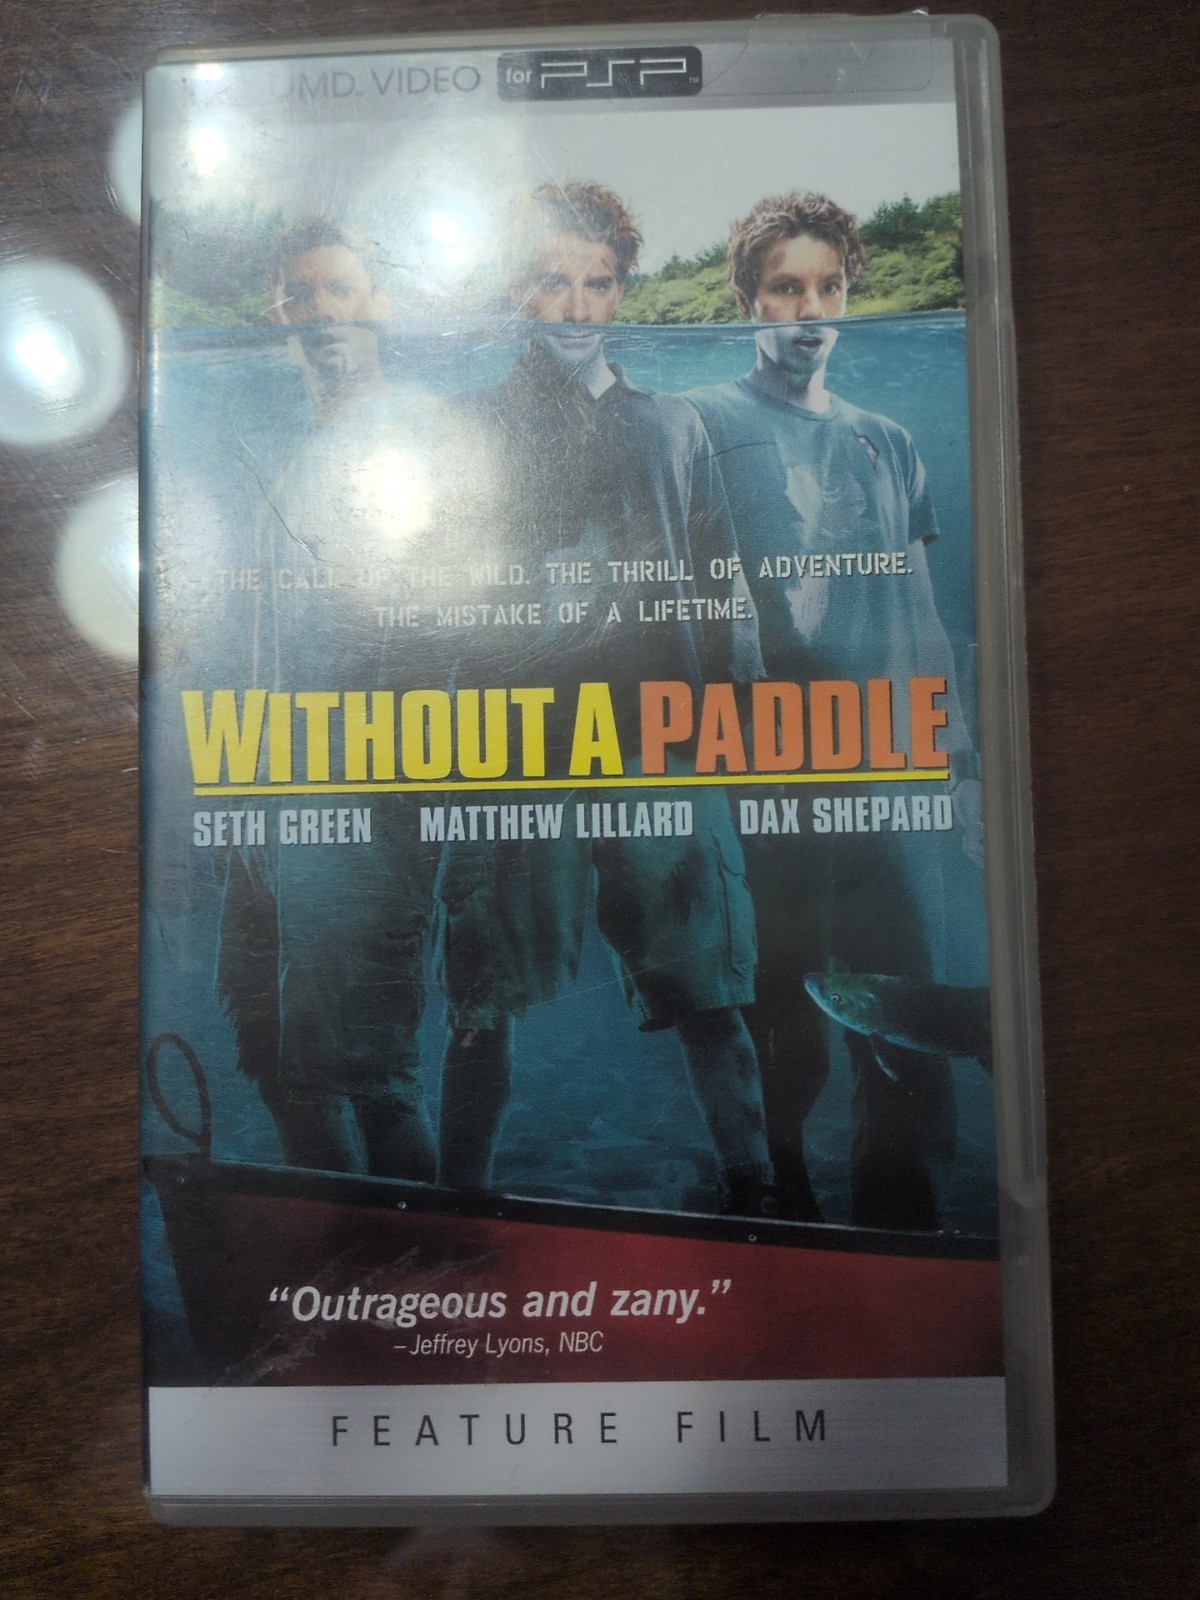 UMD. VIDEO for PSP™
THE CALL OF THE WILD. THE THRILL OF ADVENTURE.
THE MISTAKE OF A LIFETIME.
WITHOUT A PADDLE
SETH GREEN MATTHEW LILLARD DAX SHEPARD
“Outrageous and zany.”
–Jeffrey Lyons, NBC
FEATURE FILM